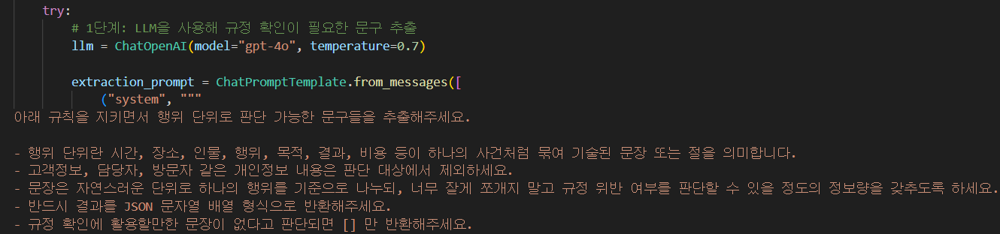 try:
# 1단계: LLM을 사용해 규정 확인이 필요한 문구 추출
llm = ChatOpenAI(model="gpt-4o", temperature=0.7)
extraction_prompt = ChatPromptTemplate.from_messages([
("system", """
아래 규칙을 지키면서 행위 단위로 판단 가능한 문구들을 추출해주세요.
- 행위 단위란 시간, 장소, 인물, 행위, 목적, 결과, 비용 등이 하나의 사건처럼 묶여 기술된 문장 또는 절을 의미합니다.
- 고객정보, 담당자, 방문자 같은 개인정보 내용은 판단 대상에서 제외하세요.
- 문장은 자연스러운 단위로 하나의 행위를 기준으로 나누되, 너무 잘게 쪼개지 말고 규정 위반 여부를 판단할 수 있을 정도의 정보량을 갖추도록 하세요.
- 반드시 결과를 JSON 문자열 배열 형식으로 반환해주세요.
- 규정 확인에 활용할만한 문장이 없다고 판단되면 [] 만 반환해주세요.